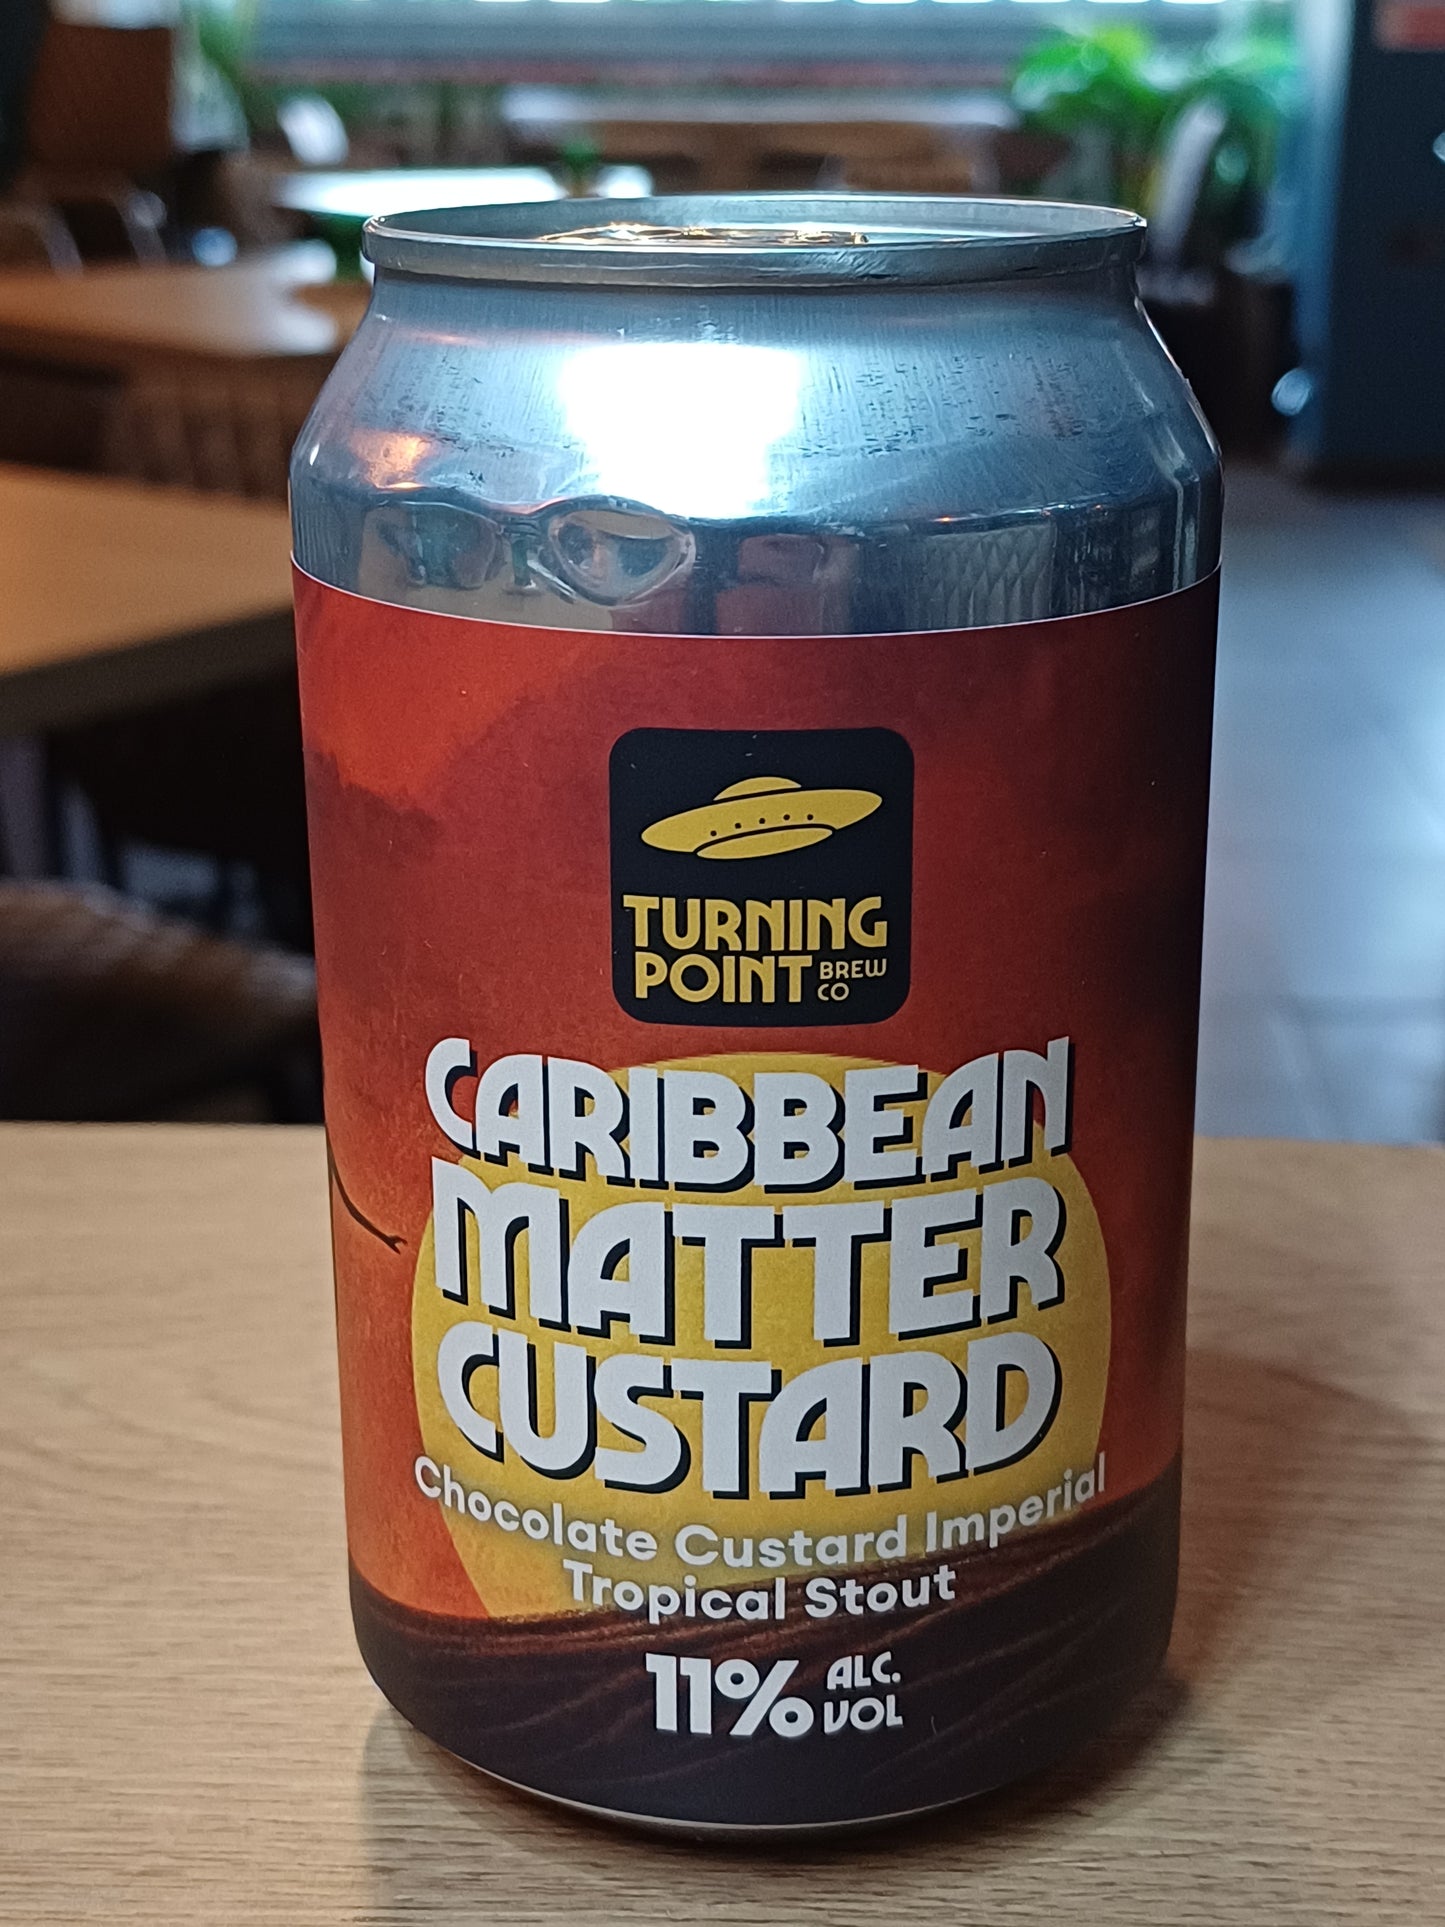 TURNING
POINT BREW
CO
CARIBBEAN
MATTER
CUSTARD
Chocolate Custard Imperial
Tropical Stout
11% ALC.
VOL